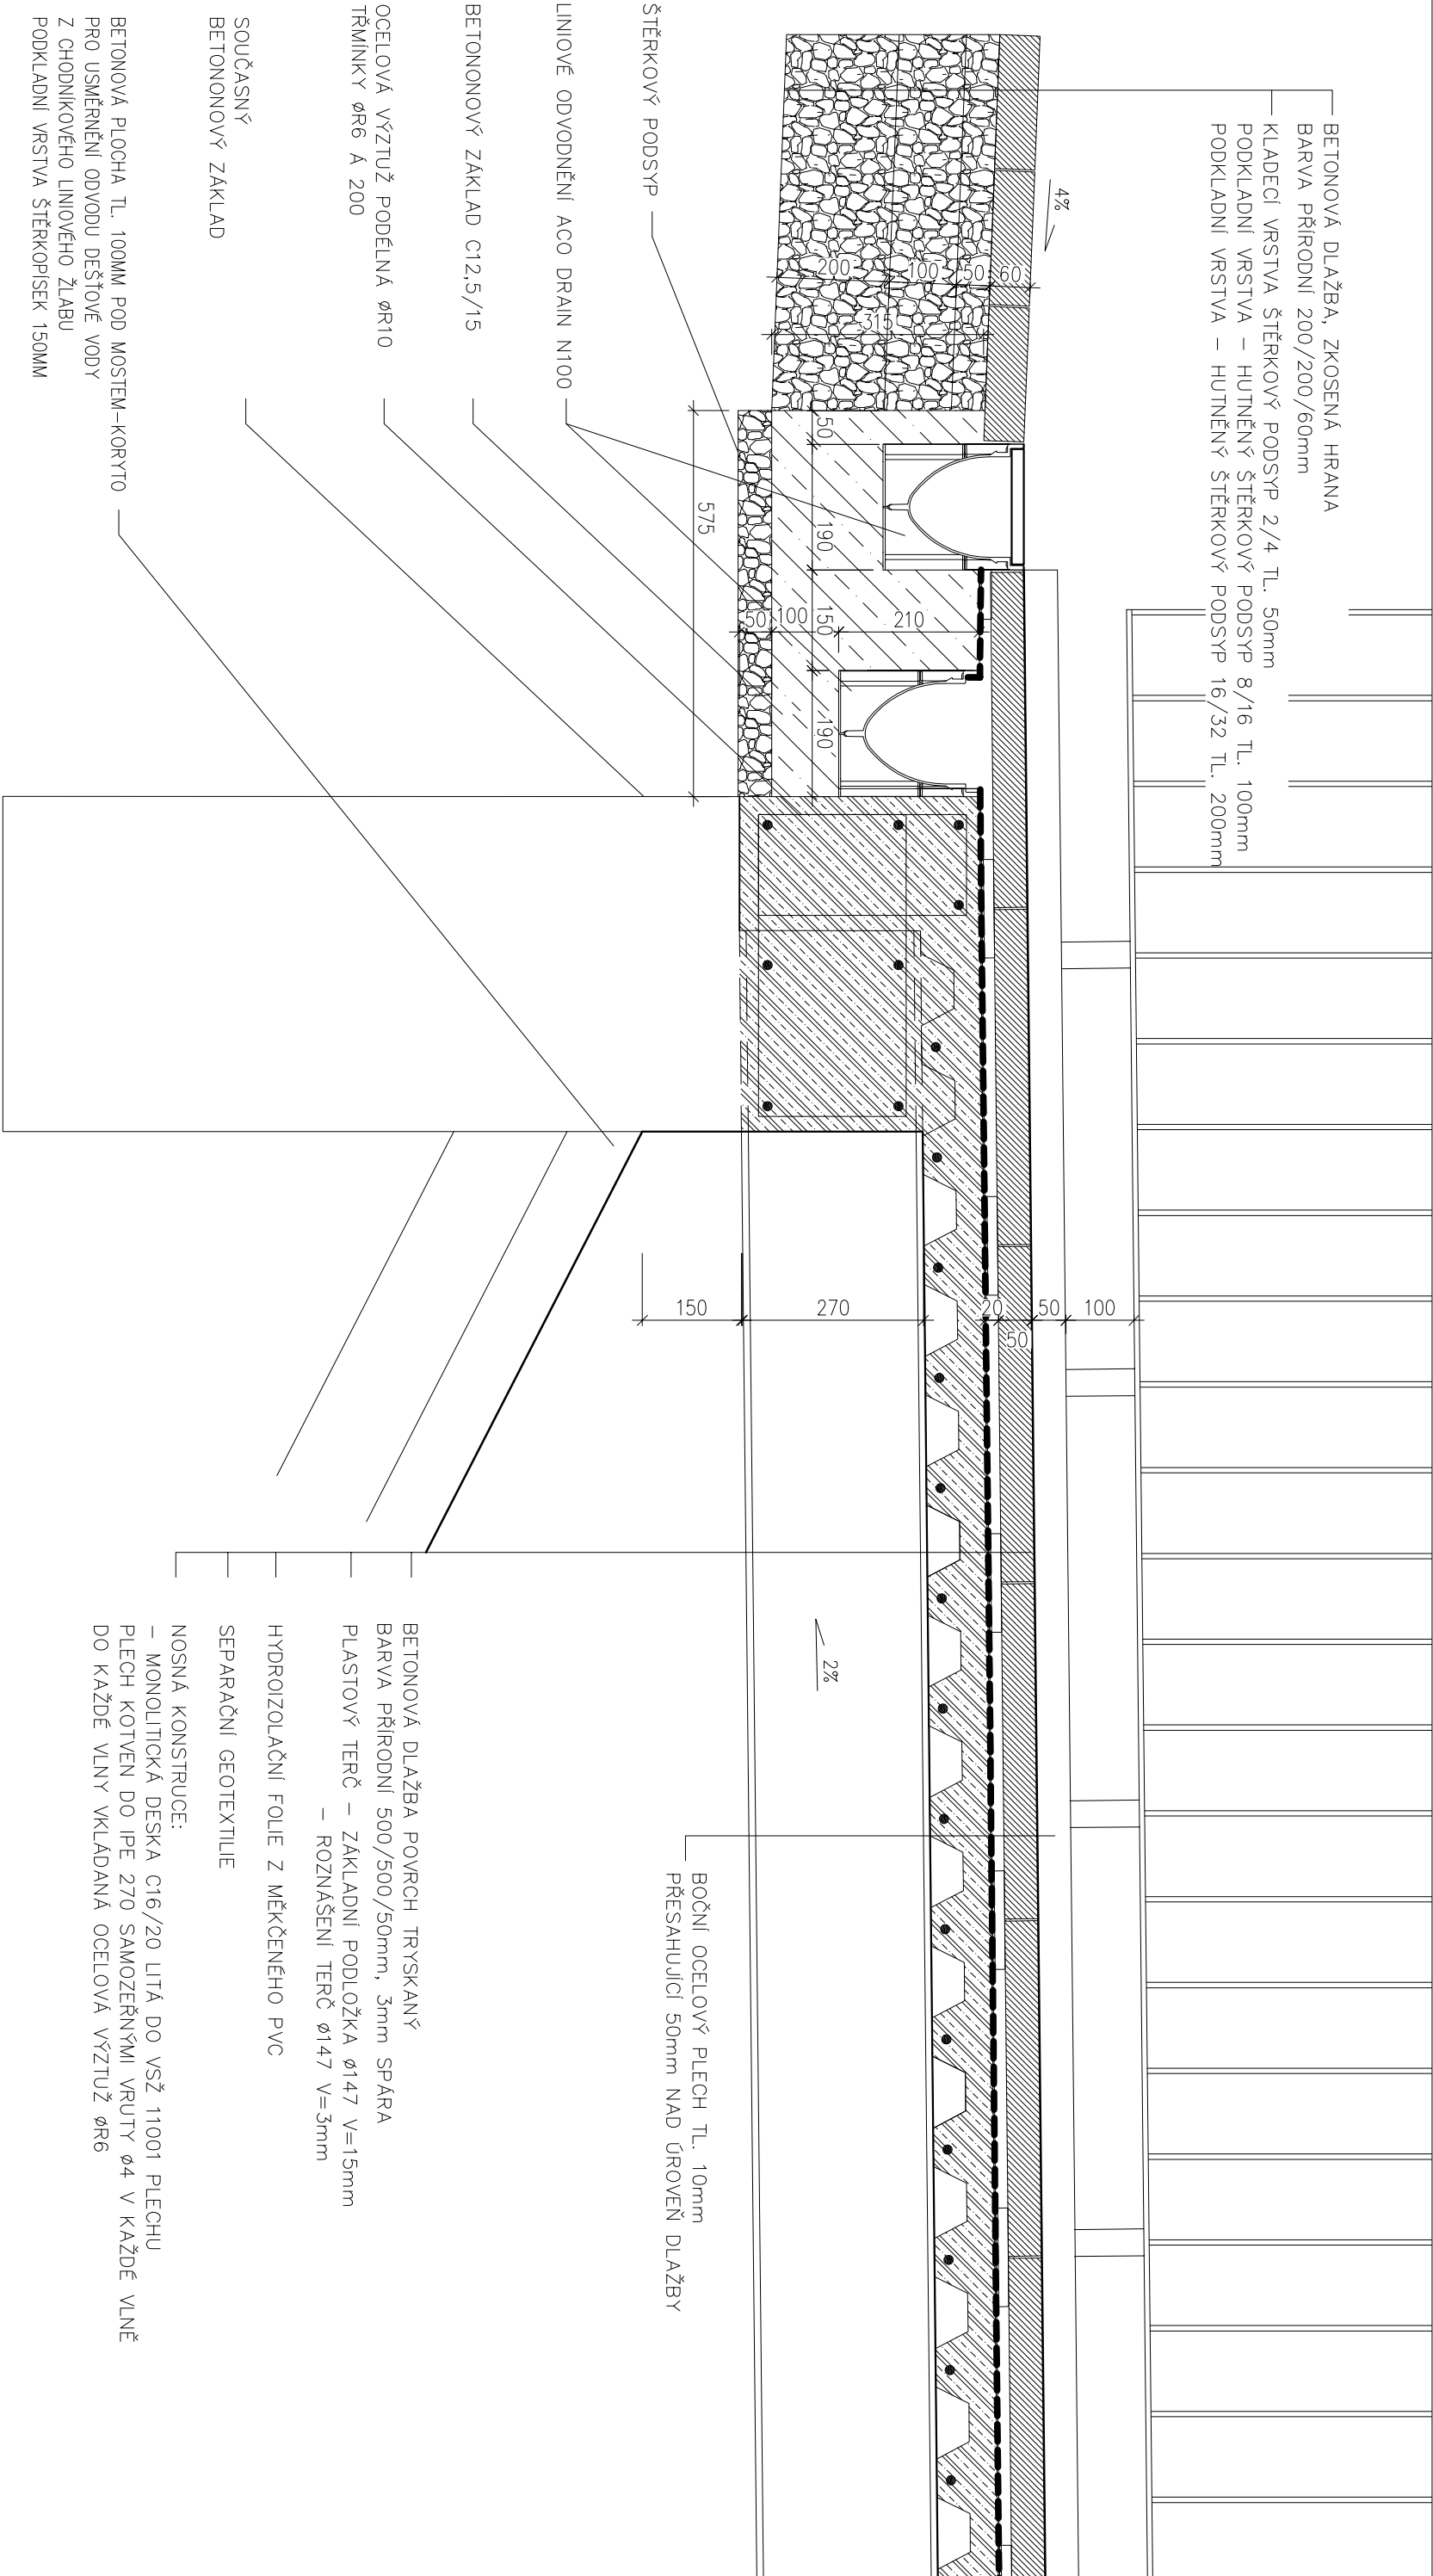 BETONOVÁ DLAŽBA, ZKOSENÁ HRANA
BARVA PŘÍRODNÍ 200/200/60mm
KLADECÍ VRSTVA ŠTĚRKOVÝ PODSYP 2/4 TL. 50mm
PODKLADNÍ VRSTVA – HUTNĚNÝ ŠTĚRKOVÝ PODSYP 8/16 TL. 100mm
PODKLADNÍ VRSTVA – HUTNĚNÝ ŠTĚRKOVÝ PODSYP 16/32 TL. 200mm
4%
200
100
50
60
315
50
190
150
190
575
50
100
210
150
270
20
50
50
100
2%
ŠTĚRKOVÝ PODSYP
LINIOVÉ ODVODNĚNÍ ACO DRAIN N100
BETONONOVÝ ZÁKLAD C12,5/15
OCELOVÁ VÝZTUŽ PODÉLNÁ ØR10
TŘMÍNKY ØR6 Á 200
SOUČASNÝ
BETONONOVÝ ZÁKLAD
BETONOVÁ PLOCHA TL. 100MM POD MOSTEM–KORYTO
PRO USMĚRNĚNÍ ODVODU DEŠŤOVÉ VODY
Z CHODNÍKOVÉHO LINIOVÉHO ŽLABU
PODKLADNÍ VRSTVA ŠTĚRKOPÍSEK 150MM
BOČNÍ OCELOVÝ PLECH TL. 10mm
PŘESAHUJÍCÍ 50mm NAD ÚROVEŇ DLAŽBY
BETONOVÁ DLAŽBA POVRCH TRYSKANÝ
BARVA PŘÍRODNÍ 500/500/50mm, 3mm SPÁRA
PLASTOVÝ TERČ – ZÁKLADNÍ PODLOŽKA Ø147 V=15mm
– ROZNÁŠENÍ TERČ Ø147 V=3mm
HYDROIZOLAČNÍ FOLIE Z MĚKČENÉHO PVC
SEPARAČNÍ GEOTEXTILIE
NOSNÁ KONSTRUCE:
– MONOLITICKÁ DESKA C16/20 LITÁ DO VSŽ 11001 PLECHU
PLECH KOTVEN DO IPE 270 SAMOZEŘNÝMI VRUTY Ø4 V KAŽDÉ VLNĚ
DO KAŽDÉ VLNY VKLÁDANÁ OCELOVÁ VÝZTUŽ ØR6